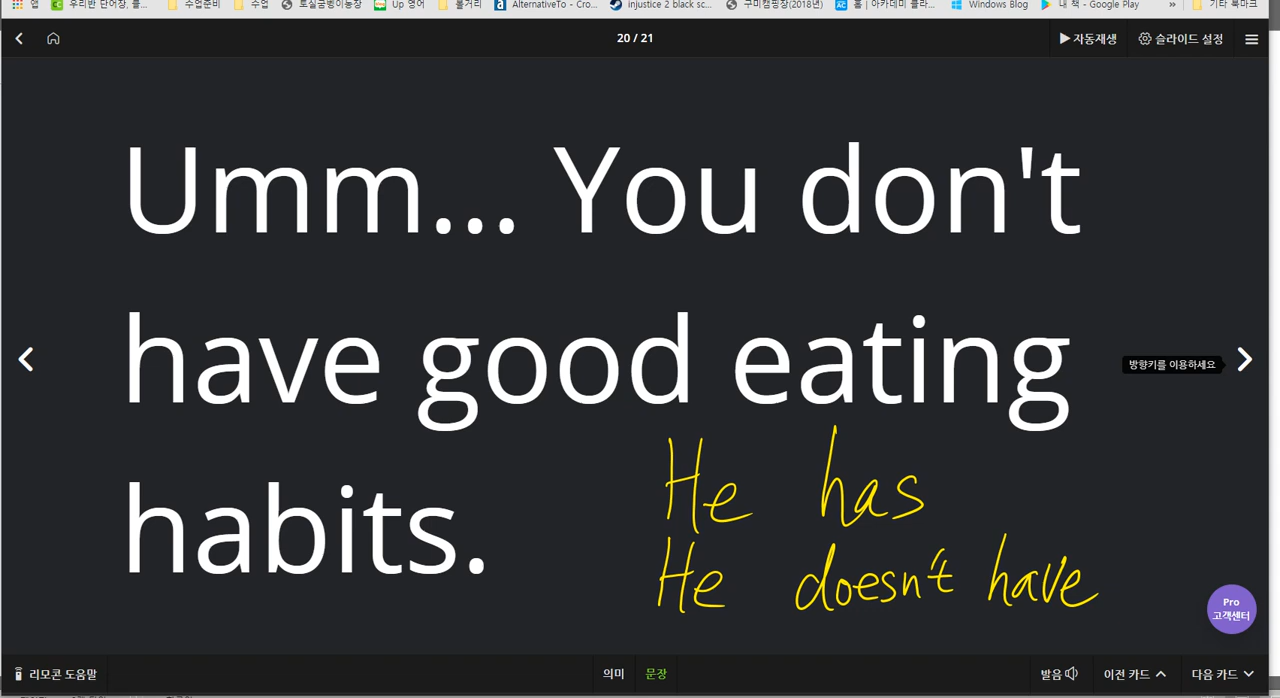 앱 우리반 단어장, 클... 수업준비 수업 토실금벵이농장 Up 영어 볼거리 AlternativeTo - Cro... injustice 2 black sc... 구미캠핑장(2018년) 홈 | 아카데미 클라... Windows Blog 내 책 - Google Play » 기타 북마크
20 / 21 자동재생 슬라이드 설정
Umm... You don't
have good eating
방향키를 이용하세요
habits.
He has
He doesn't have
Pro
고객센터
리모콘 도움말 의미 문장 발음 이전 카드 다음 카드